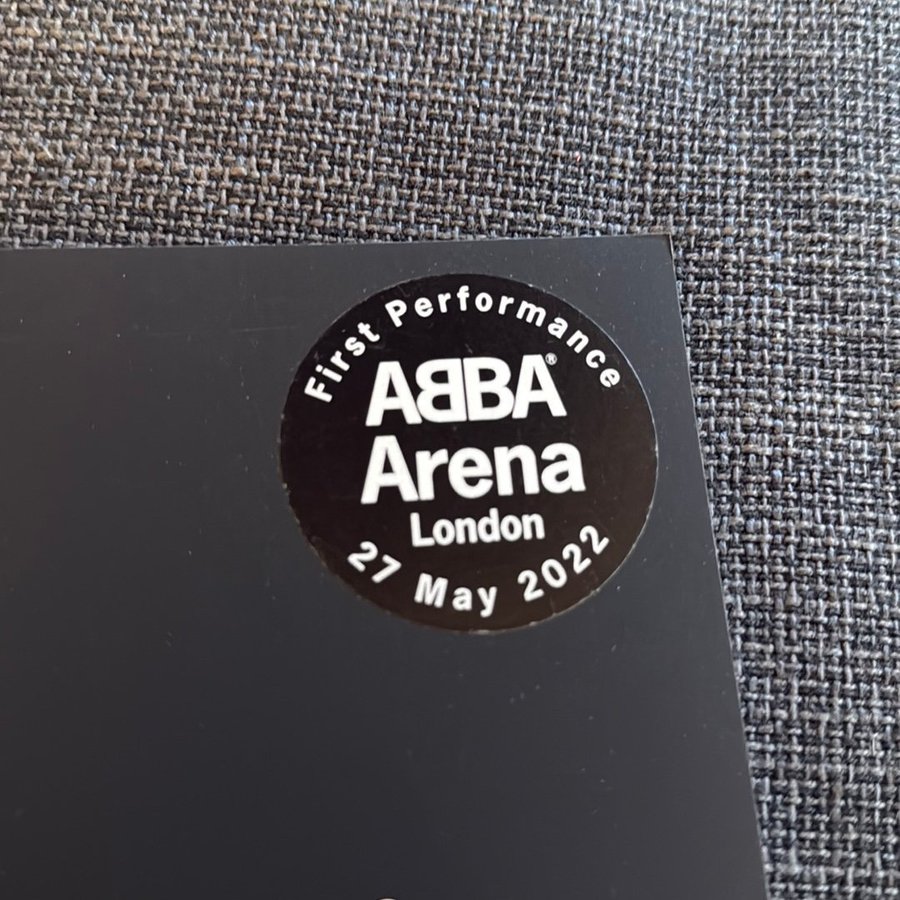 First Performance
ABBA®
Arena
London
27 May 2022